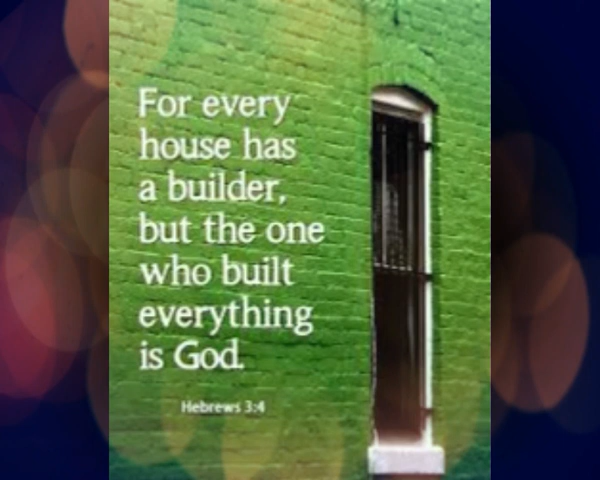 For every
house has
a builder,
but the one
who built
everything
is God.
Hebrews 3:4